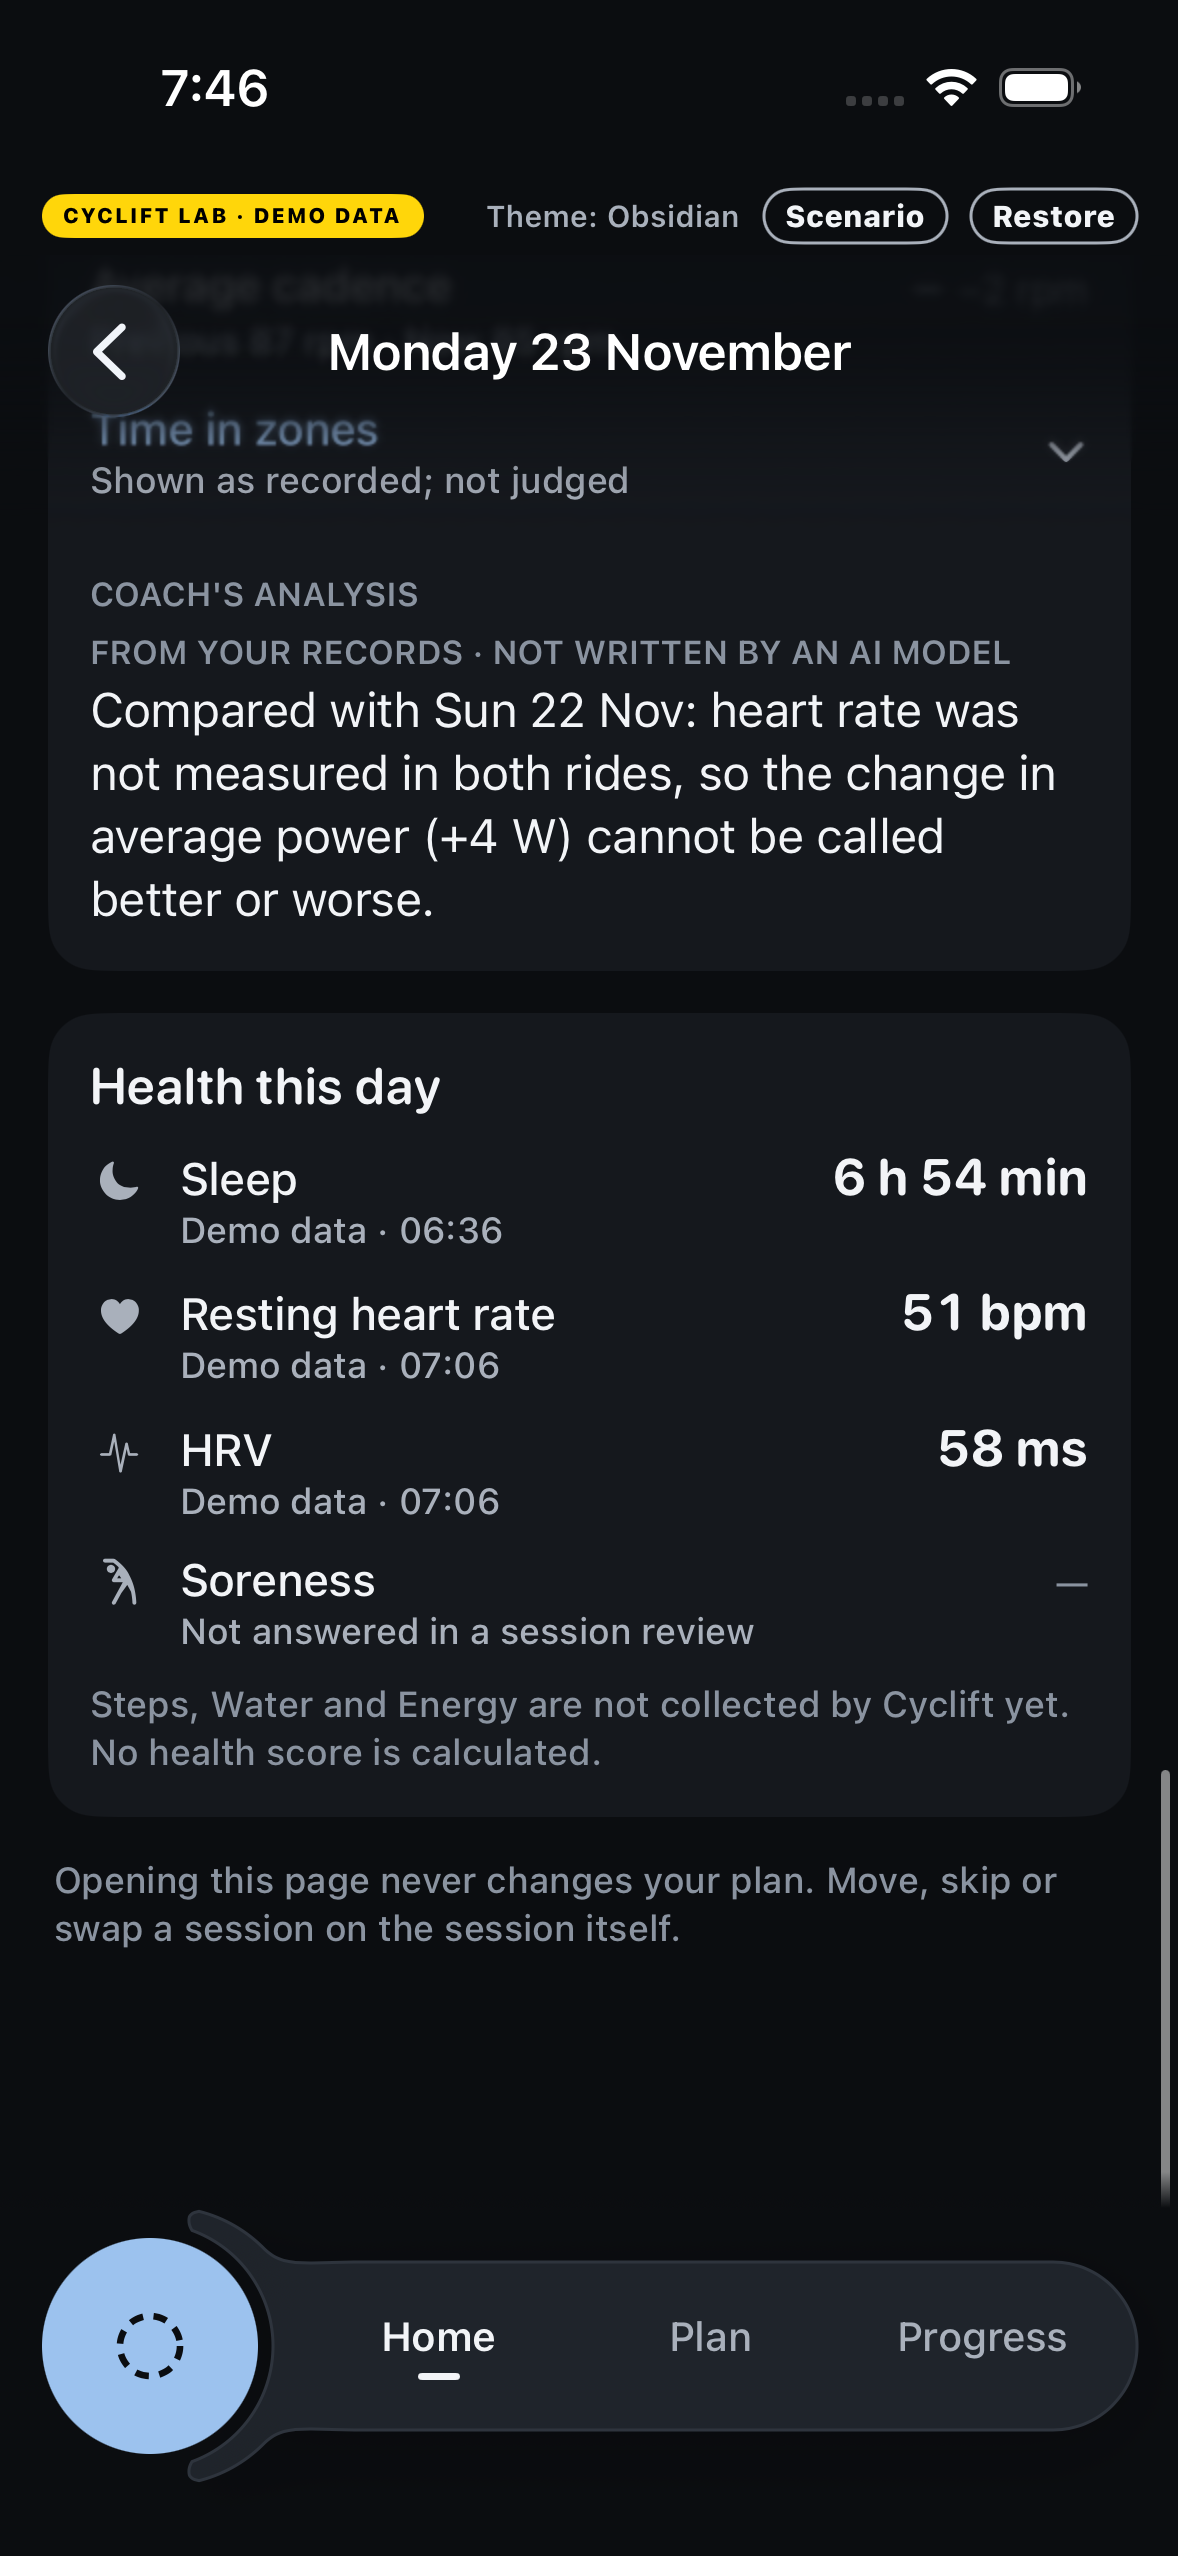 7:46
CYCLIFT LAB · DEMO DATA
Theme: Obsidian
Scenario
Restore
Average cadence
-2 rpm
Monday 23 November
Time in zones
Shown as recorded; not judged
COACH'S ANALYSIS
FROM YOUR RECORDS · NOT WRITTEN BY AN AI MODEL
Compared with Sun 22 Nov: heart rate was
not measured in both rides, so the change in
average power (+4 W) cannot be called
better or worse.
Health this day
Sleep
6 h 54 min
Demo data · 06:36
Resting heart rate
51 bpm
Demo data · 07:06
HRV
58 ms
Demo data · 07:06
Soreness
—
Not answered in a session review
Steps, Water and Energy are not collected by Cyclift yet.
No health score is calculated.
Opening this page never changes your plan. Move, skip or
swap a session on the session itself.
Home
Plan
Progress